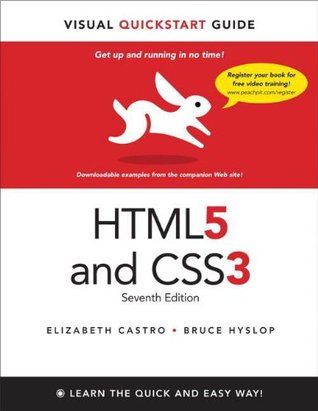 VISUAL QUICKSTART GUIDE
Get up and running in no time!
Register your book for
free video training!
www.peachpit.com/register
Downloadable examples from the companion Web site!
HTML5
and CSS3
Seventh Edition
ELIZABETH CASTRO • BRUCE HYSLOP
LEARN THE QUICK AND EASY WAY!